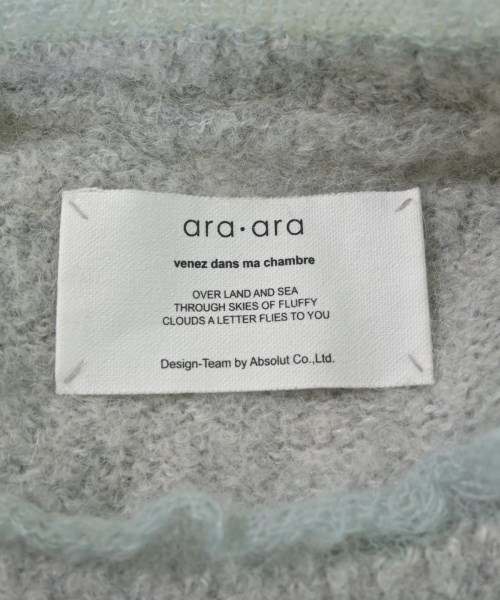 ara·ara
venez dans ma chambre
OVER LAND AND SEA
THROUGH SKIES OF FLUFFY
CLOUDS A LETTER FLIES TO YOU
Design-Team by Absolut Co.,Ltd.